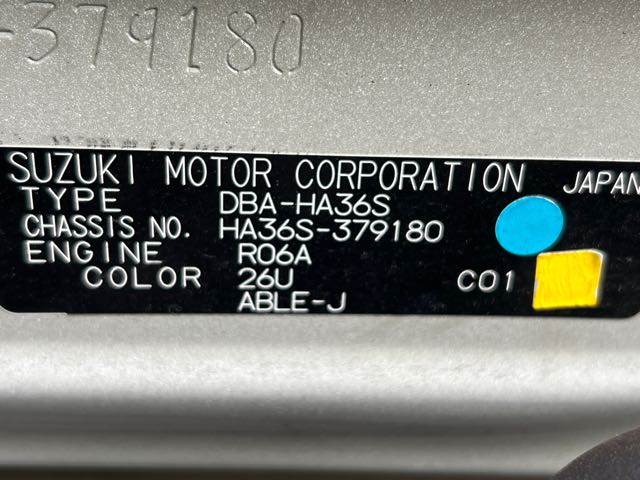 -379180
SUZUKI MOTOR CORPORATION JAPAN
TYPE DBA-HA36S
CHASSIS NO. HA36S-379180
ENGINE R06A
COLOR 26U C01
ABLE-J